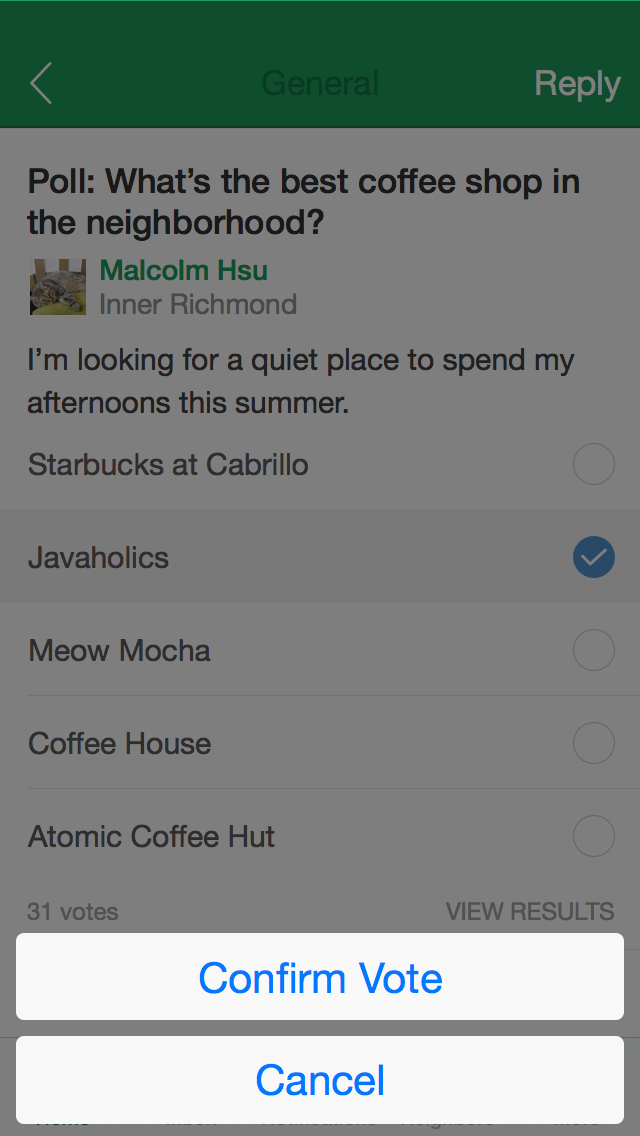 General
Reply
Poll: What’s the best coffee shop in
the neighborhood?
Malcolm Hsu
Inner Richmond
I’m looking for a quiet place to spend my
afternoons this summer.
Starbucks at Cabrillo
Javaholics
Meow Mocha
Coffee House
Atomic Coffee Hut
31 votes
VIEW RESULTS
Confirm Vote
Cancel